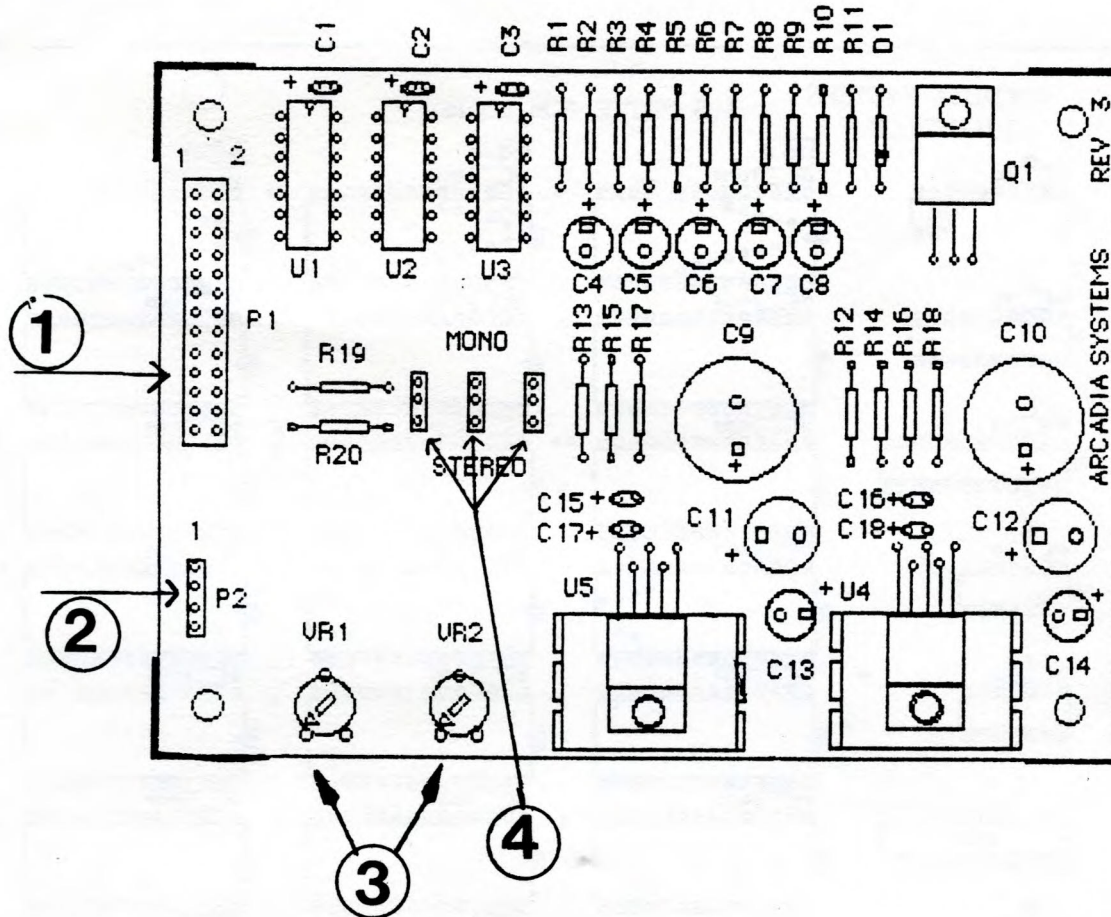 C1 C2 C3 R1 R2 R3 R4 R5 R6 R7 R8 R9 R10 R11 D1
+ + +
1 2
Q1
REV 3
ARCADIA SYSTEMS
+ + + + +
U1 U2 U3
C4 C5 C6 C7 C8
1
P1
R19
MONO
R13 R15 R17
C9
R12 R14 R16 R18
C10
R20
STEREO
+ +
C15 +
C17 +
C11
+
C16 +
C18 +
C12
+
1
P2
2
U5
+
U4
+
VR1 VR2
C13
C14
3
4